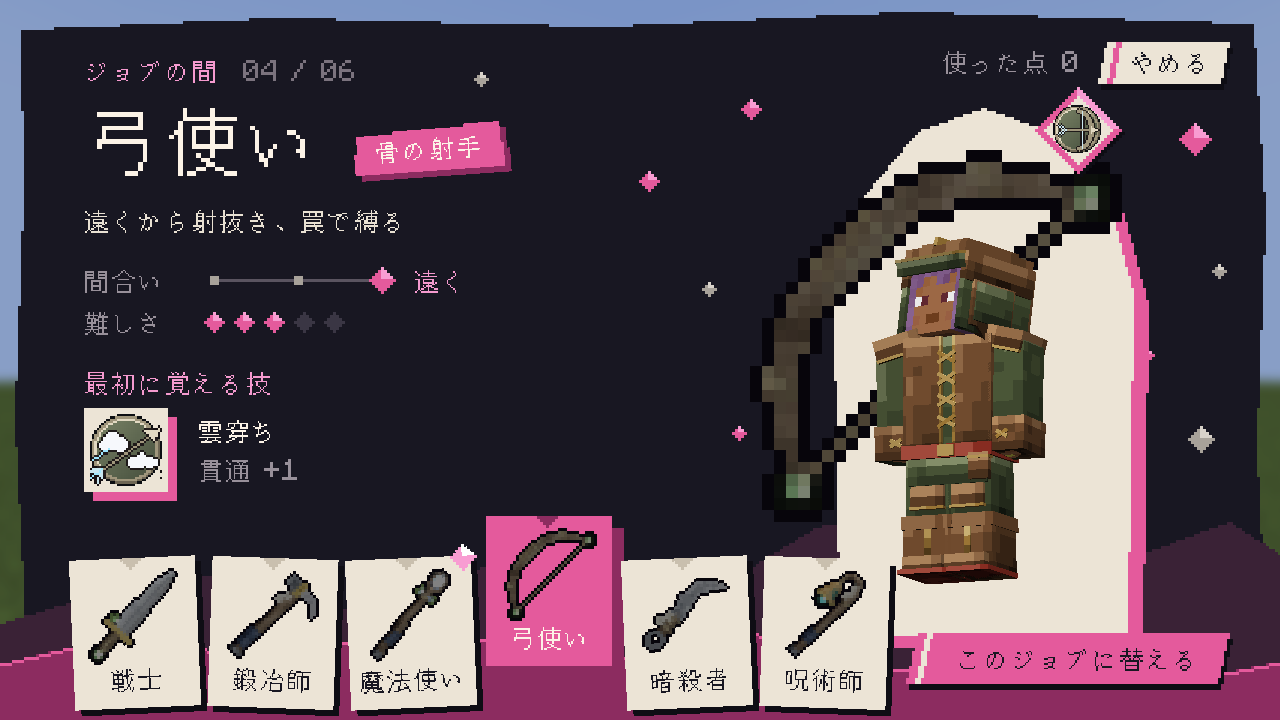 ジョブの間 04 / 06
使った点 0
やめる
弓使い
骨の射手
遠くから射抜き、罠で縛る
間合い 遠く
難しさ
最初に覚える技
雲穿ち
貫通 +1
戦士
鍛冶師
魔法使い
弓使い
暗殺者
呪術師
このジョブに替える